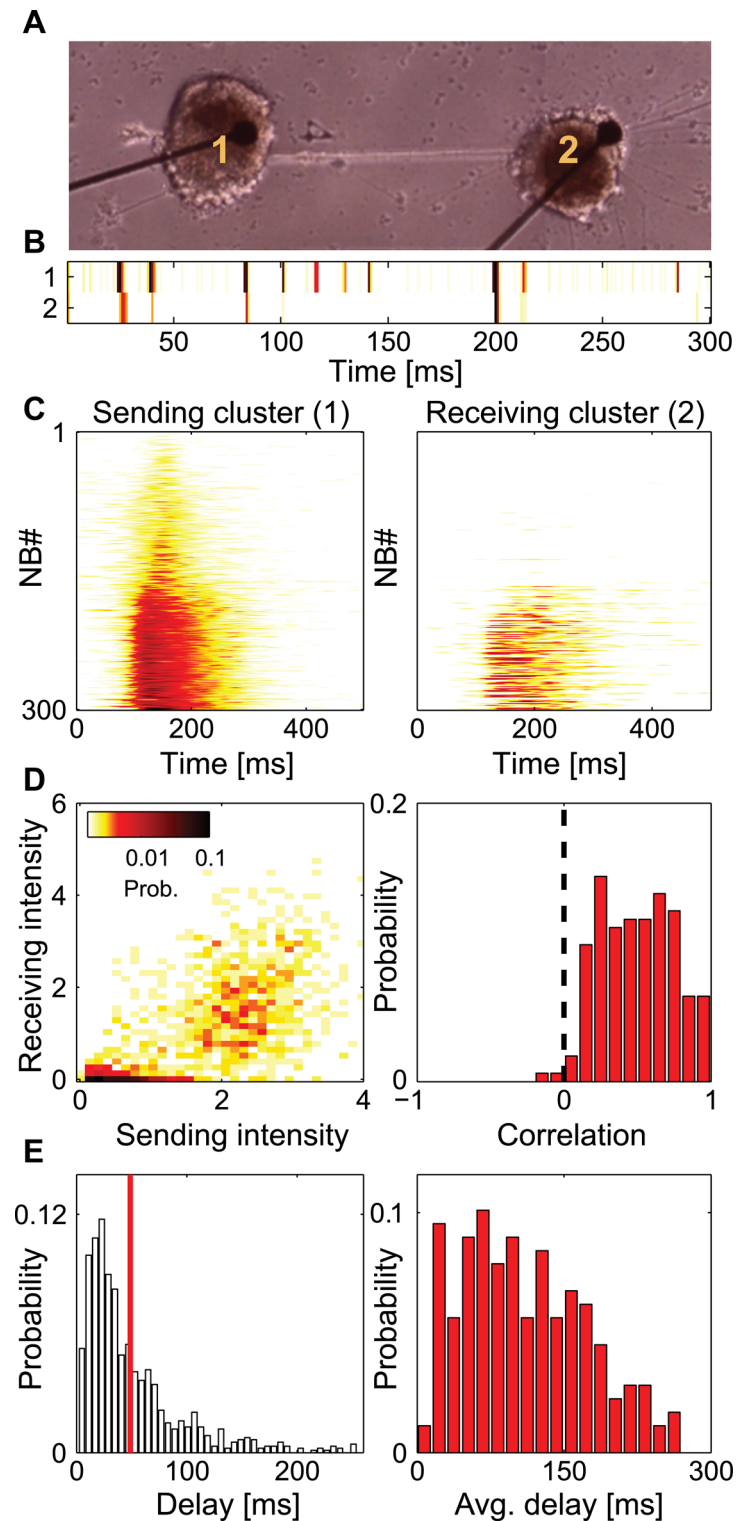 A
1 2
B
1
2
50 100 150 200 250 300
Time [ms]
C
Sending cluster (1) Receiving cluster (2)
1
NB# NB#
300
0 200 400 0 200 400
Time [ms] Time [ms]
D
6 0.2
0.01 0.1
Prob.
4
Receiving intensity Probability
2
0 0
0 2 4 −1 0 1
Sending intensity Correlation
E
0.12 0.1
Probability Probability
0 0
0 100 200 0 150 300
Delay [ms] Avg. delay [ms]